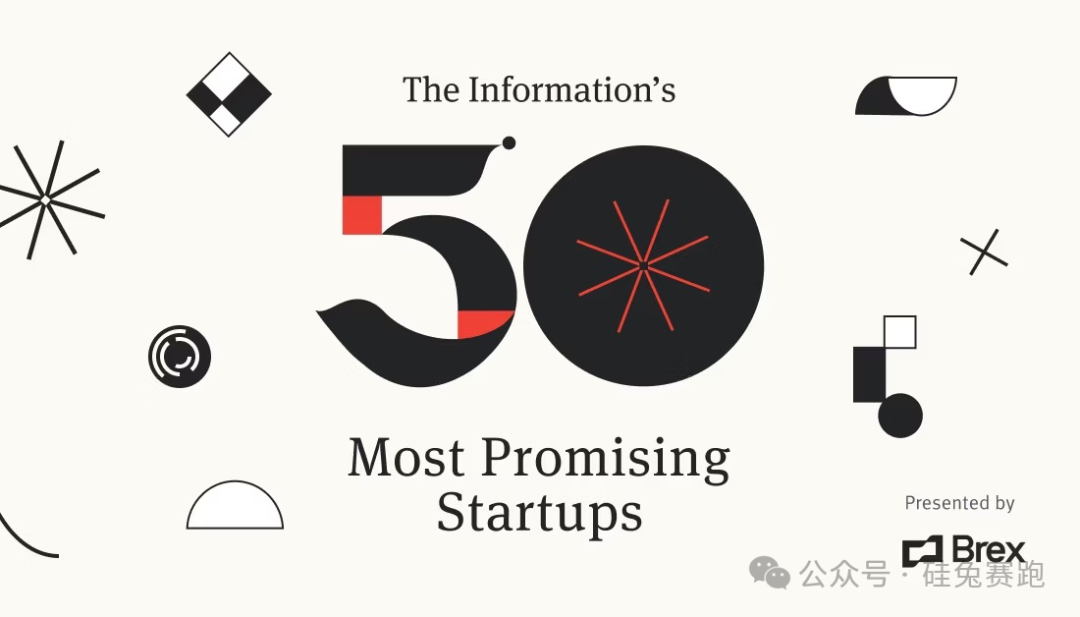 The Information’s
50
Most Promising
Startups
Presented by
Brex
公众号 · 硅兔赛跑